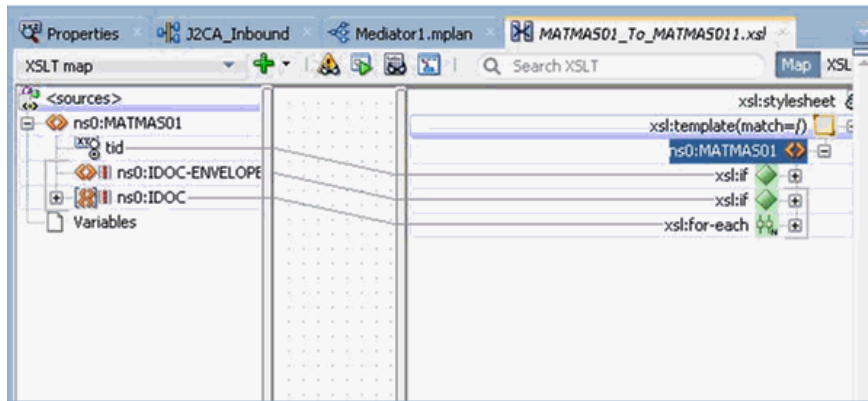 Properties J2CA_Inbound Mediator1.mplan MATMAS01_To_MATMAS011.xsl
XSLT map Search XSLT Map XSL
<sources> xsl:stylesheet
ns0:MATMAS01 xsl:template(match=/)
tid ns0:MATMAS01
ns0:IDOC-ENVELOPE xsl:if
ns0:IDOC xsl:if
Variables xsl:for-each